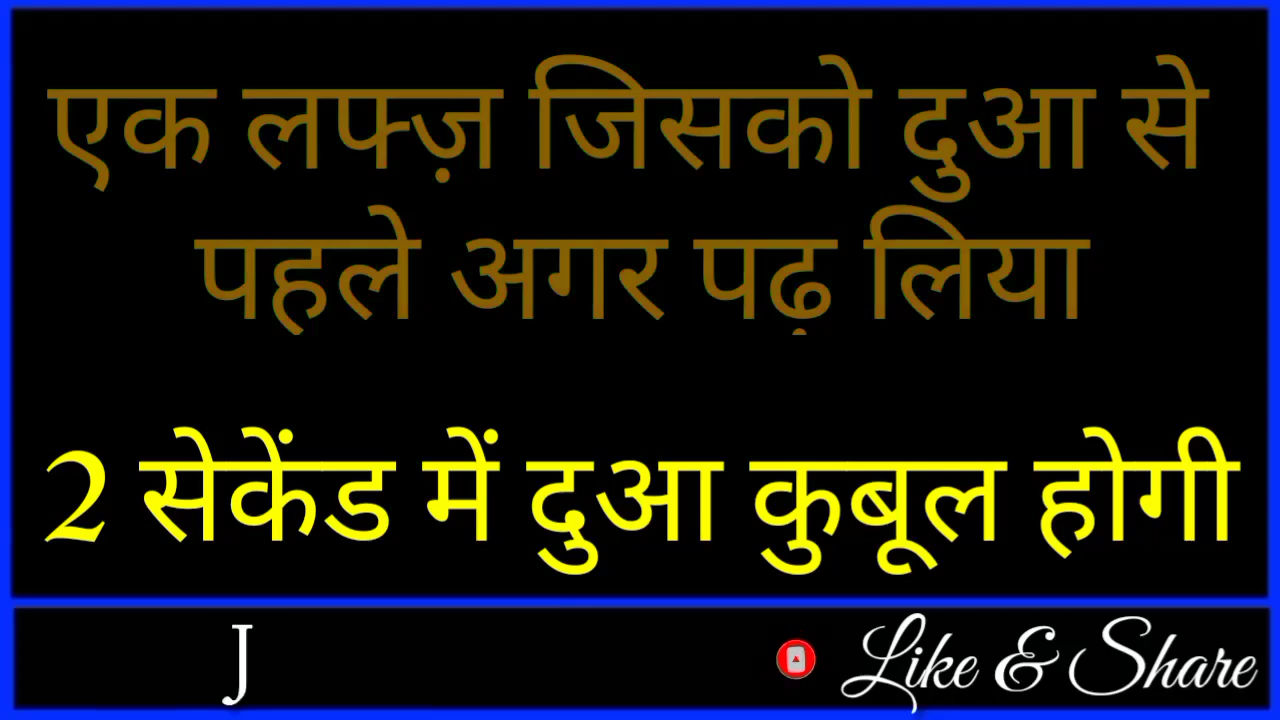 एक लफ्ज़ जिसको दुआ से
पहले अगर पढ़ लिया
2 सेकेंड में दुआ कुबूल होगी
J
Like & Share